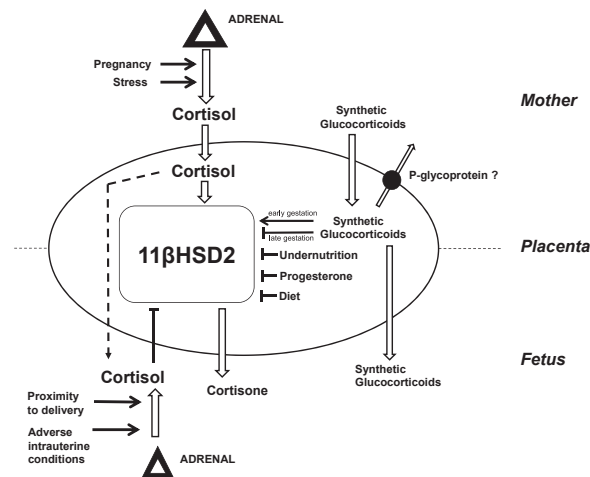 ADRENAL
Pregnancy
Stress
Mother
Cortisol
Synthetic
Glucocorticoids
Cortisol
P-glycoprotein ?
early gestation
Synthetic
Glucocorticoids
late gestation
11βHSD2
Undernutrition
Placenta
Progesterone
Diet
Fetus
Cortisol
Cortisone
Synthetic
Glucocorticoids
Proximity
to delivery
Adverse
intrauterine
conditions
ADRENAL